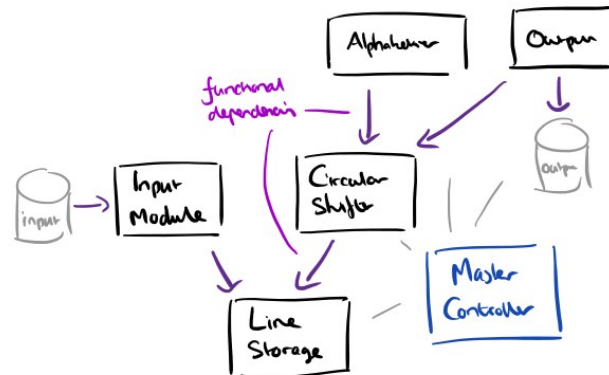 Alphabetizer
Output
functional
dependencies
input
Input
Module
Circular
Shifter
output
Line
Storage
Master
Controller